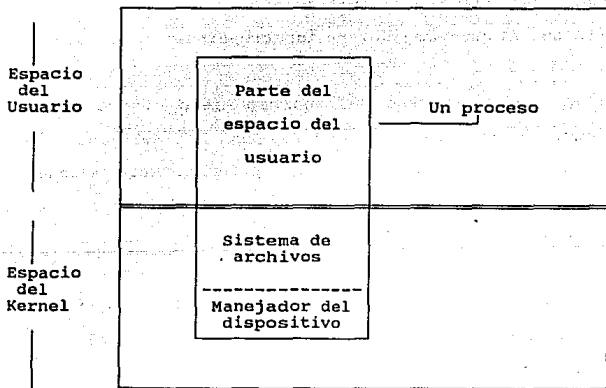 Espacio
del
Usuario
Parte del
espacio del
usuario
Un proceso
Espacio
del
Kernel
Sistema de
archivos
Manejador del
dispositivo